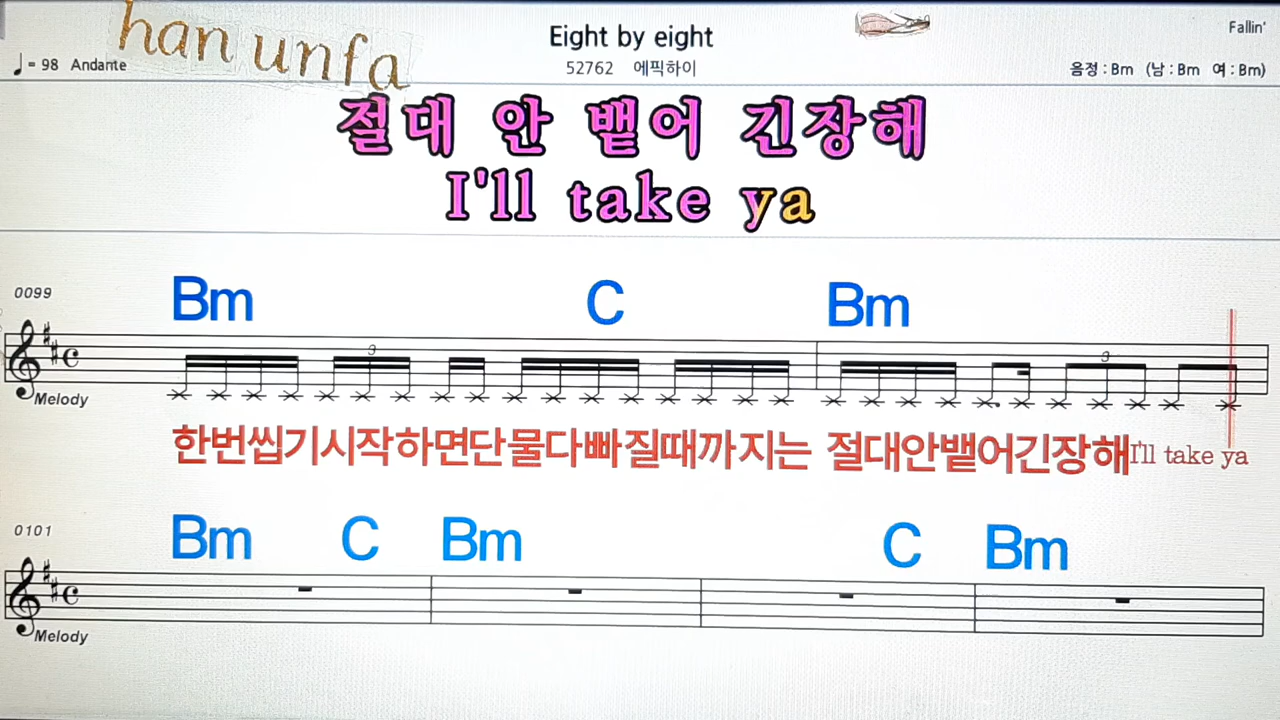 han unfa
Eight by eight
Fallin'
♩= 98 Andante
52762 에픽하이
음정 : Bm (남 : Bm 여 : Bm)
절대 안 뱉어 긴장해
I'll take ya
0099
Bm C Bm
3 3
Melody
한번씹기시작하면단물다빠질때까지는 절대안뱉어긴장해I'll take ya
0101
Bm C Bm C Bm
Melody